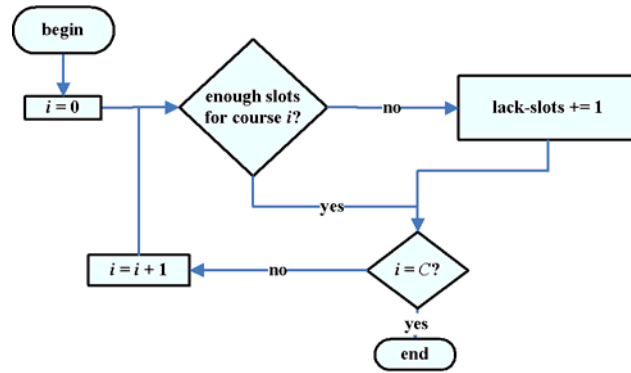 begin
i = 0
enough slots
for course i?
no
lack-slots += 1
yes
i = C?
no
i = i + 1
yes
end